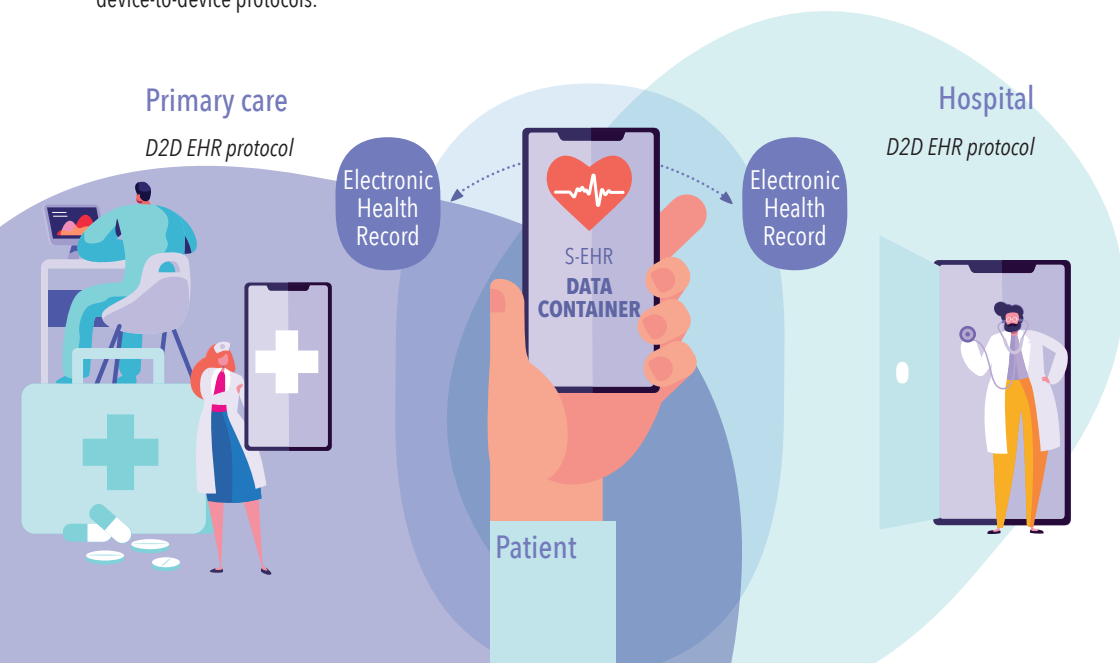 device-to-device protocols.
Primary care
D2D EHR protocol
Hospital
D2D EHR protocol
Electronic
Health
Record
S-EHR
DATA
CONTAINER
Electronic
Health
Record
Patient